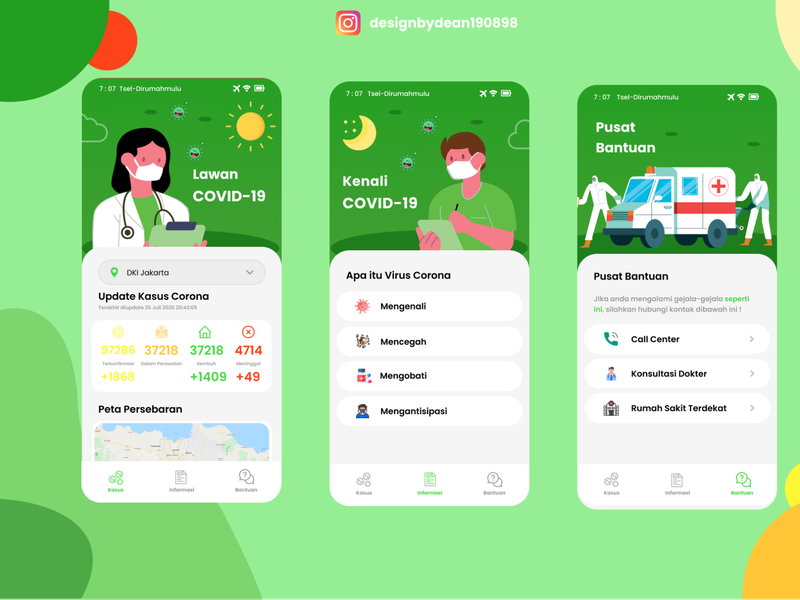 designbydean190898
7 : 07 Tsel-Dirumahmulu
Lawan
COVID-19
DKI Jakarta
Update Kasus Corona
Terakhir diupdate 25 Juli 2020 20:42:05
97286 37218 37218 4714
Terkonfirmasi Dalam Perawatan Sembuh Meninggal
+1868 +1409 +49
Peta Persebaran
Kasus Informasi Bantuan
7 : 07 Tsel-Dirumahmulu
Kenali
COVID-19
Apa itu Virus Corona
Mengenali
Mencegah
Mengobati
Mengantisipasi
Kasus Informasi Bantuan
7 : 07 Tsel-Dirumahmulu
Pusat
Bantuan
Pusat Bantuan
Jika anda mengalami gejala-gejala seperti
ini, silahkan hubungi kontak dibawah ini !
Call Center
Konsultasi Dokter
Rumah Sakit Terdekat
Kasus Informasi Bantuan